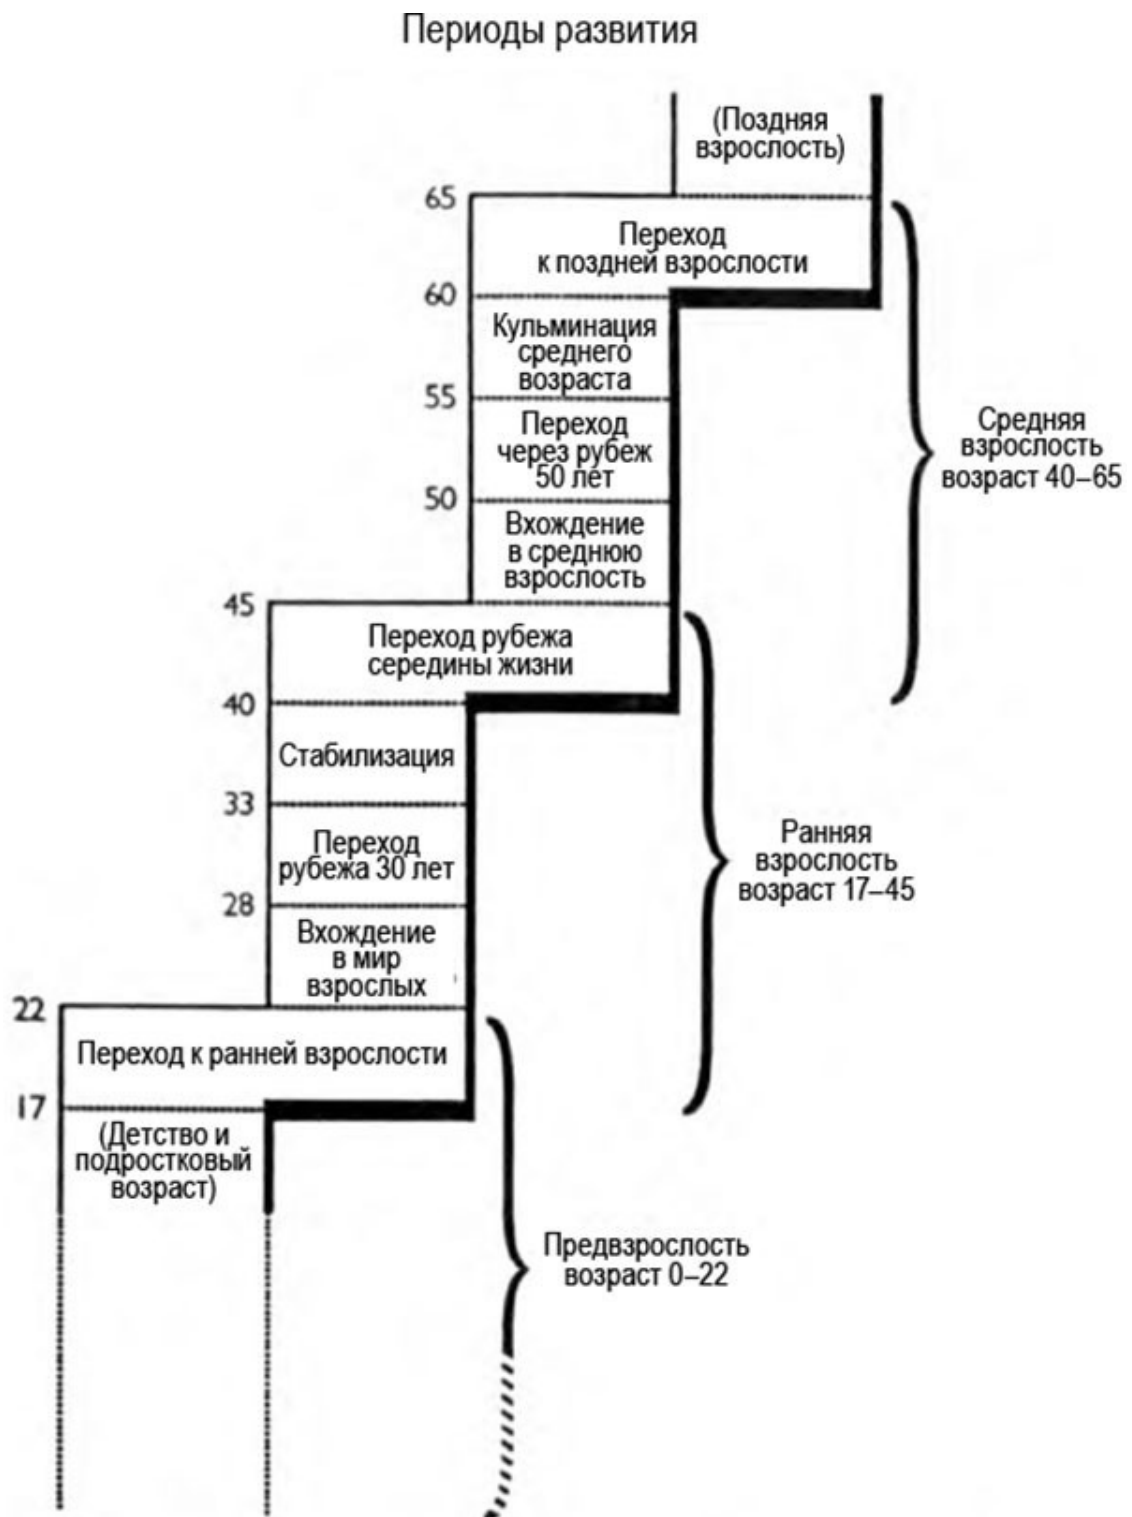 Периоды развития
(Поздняя
взрослость)
65
Переход
к поздней взрослости
60
Кульминация
среднего
возраста
55
Переход
через рубеж
50 лет
50
Вхождение
в среднюю
взрослость
Средняя
взрослость
возраст 40–65
45
Переход рубежа
середины жизни
40
Стабилизация
33
Переход
рубежа 30 лет
28
Вхождение
в мир
взрослых
Ранняя
взрослость
возраст 17–45
22
Переход к ранней взрослости
17
(Детство и
подростковый
возраст)
Предвзрослость
возраст 0–22